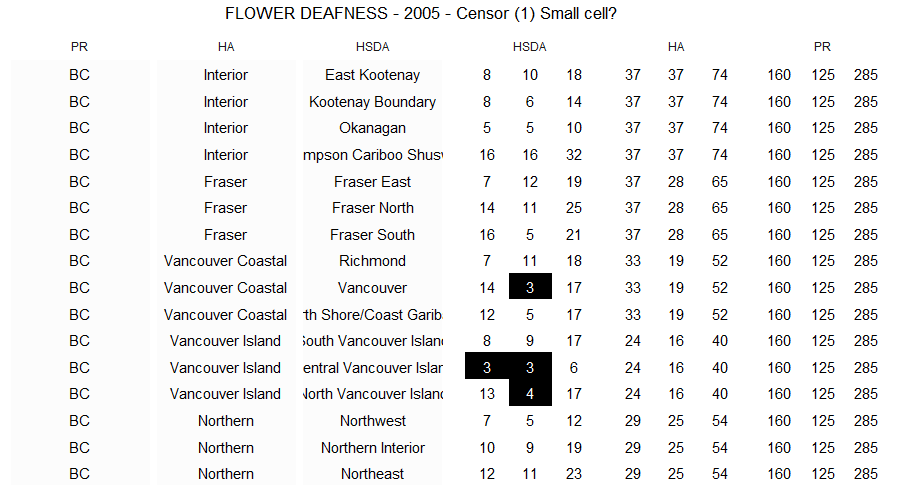 FLOWER DEAFNESS - 2005 - Censor (1) Small cell?
PR HA HSDA HSDA HA PR
BC Interior East Kootenay 8 10 18 37 37 74 160 125 285
BC Interior Kootenay Boundary 8 6 14 37 37 74 160 125 285
BC Interior Okanagan 5 5 10 37 37 74 160 125 285
BC Interior mpson Cariboo Shusw 16 16 32 37 37 74 160 125 285
BC Fraser Fraser East 7 12 19 37 28 65 160 125 285
BC Fraser Fraser North 14 11 25 37 28 65 160 125 285
BC Fraser Fraser South 16 5 21 37 28 65 160 125 285
BC Vancouver Coastal Richmond 7 11 18 33 19 52 160 125 285
BC Vancouver Coastal Vancouver 14 3 17 33 19 52 160 125 285
BC Vancouver Coastal rth Shore/Coast Garib 12 5 17 33 19 52 160 125 285
BC Vancouver Island South Vancouver Island 8 9 17 24 16 40 160 125 285
BC Vancouver Island entral Vancouver Islan 3 3 6 24 16 40 160 125 285
BC Vancouver Island North Vancouver Island 13 4 17 24 16 40 160 125 285
BC Northern Northwest 7 5 12 29 25 54 160 125 285
BC Northern Northern Interior 10 9 19 29 25 54 160 125 285
BC Northern Northeast 12 11 23 29 25 54 160 125 285